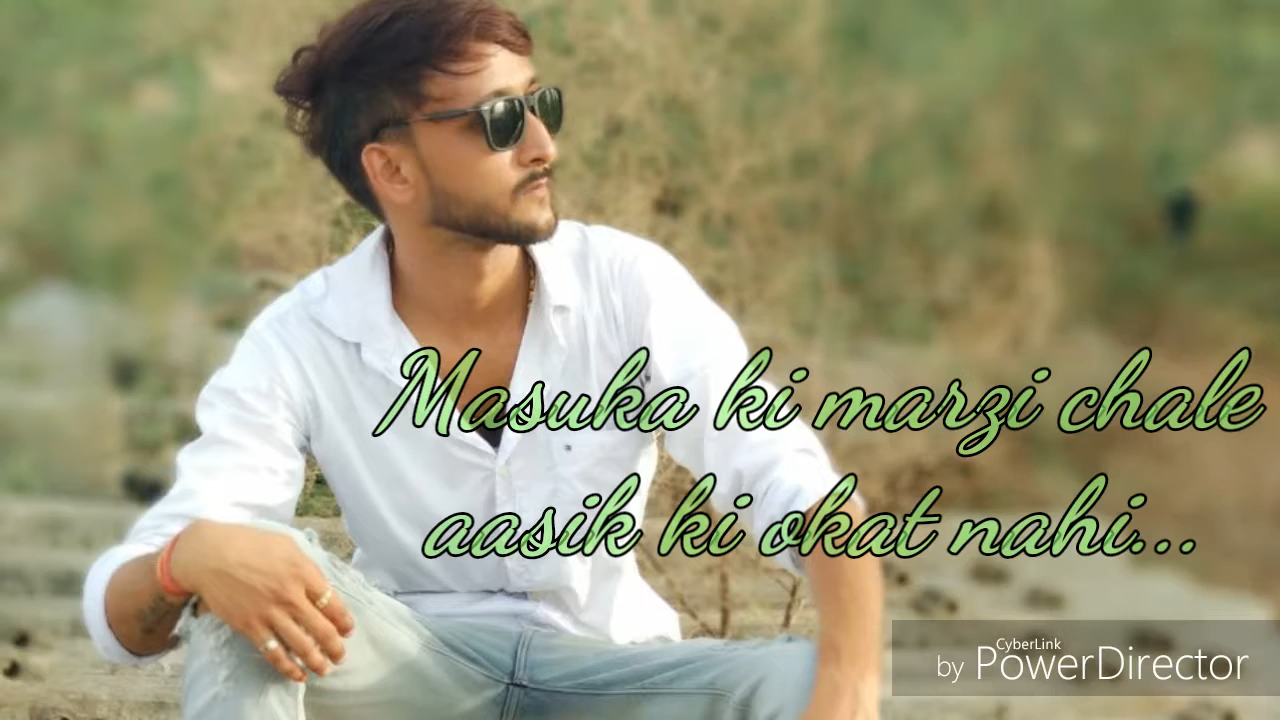 Masuka ki marzi chale
aasik ki okat nahi...
CyberLink
by PowerDirector